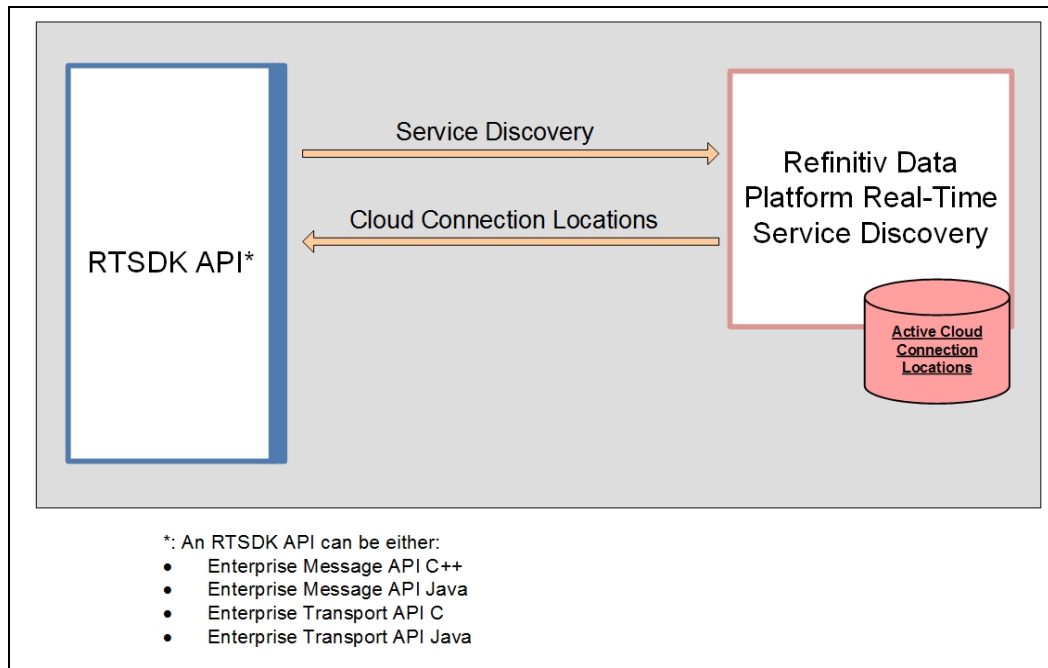 Service Discovery
Cloud Connection Locations
RTSDK API*
Refinitiv Data
Platform Real-Time
Service Discovery
Active Cloud
Connection
Locations
*: An RTSDK API can be either:
• Enterprise Message API C++
• Enterprise Message API Java
• Enterprise Transport API C
• Enterprise Transport API Java